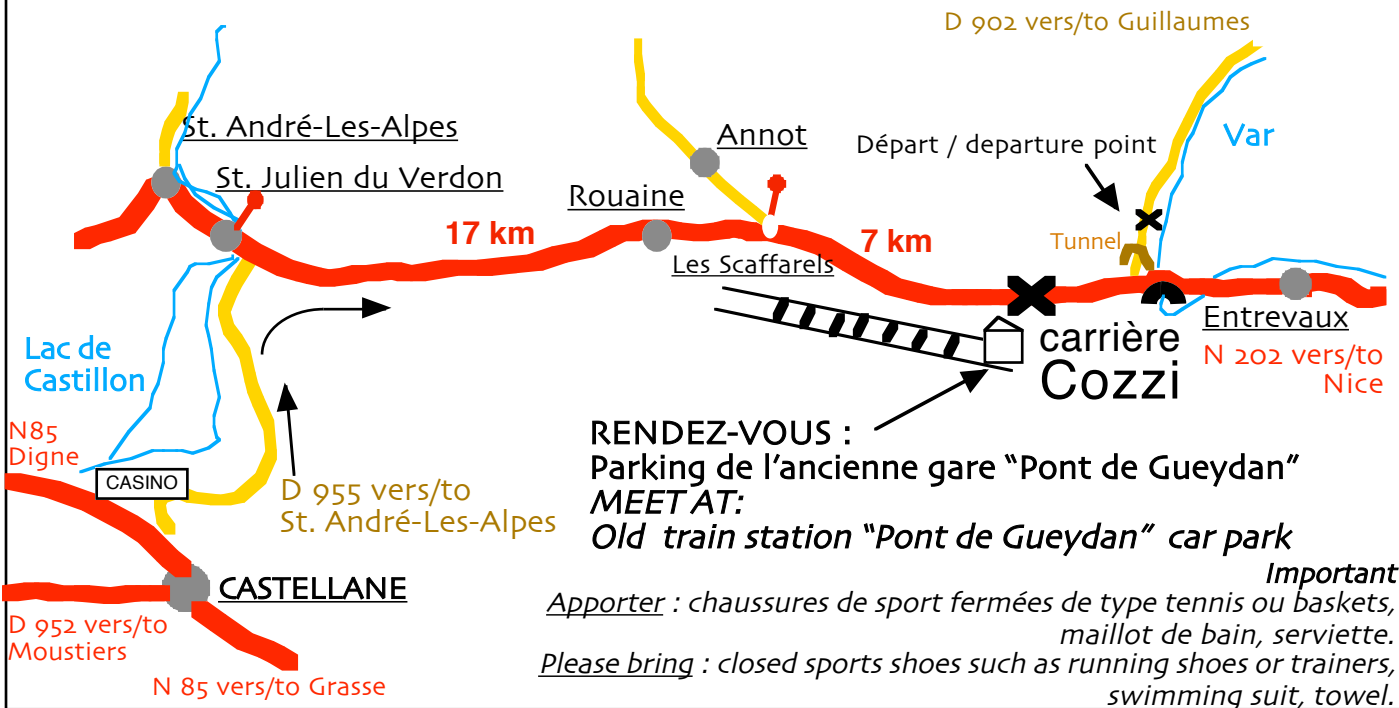 D 902 vers/to Guillaumes
St. André-Les-Alpes
Annot
Départ / departure point
Var
St. Julien du Verdon
Rouaine
17 km
7 km
Tunnel
Les Scaffarels
Entrevaux
carrière
Cozzi
N 202 vers/to
Nice
Lac de
Castillon
N85
Digne
CASINO
D 955 vers/to
St. André-Les-Alpes
RENDEZ-VOUS :
Parking de l'ancienne gare “Pont de Gueydan”
MEET AT:
Old train station “Pont de Gueydan” car park
CASTELLANE
D 952 vers/to
Moustiers
N 85 vers/to Grasse
Important
Apporter : chaussures de sport fermées de type tennis ou baskets,
maillot de bain, serviette.
Please bring : closed sports shoes such as running shoes or trainers,
swimming suit, towel.